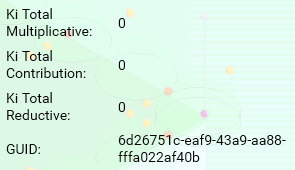 Ki Total
Multiplicative: 0
Ki Total
Contribution: 0
Ki Total
Reductive: 0
GUID: 6d26751c-eaf9-43a9-aa88-
fffa022af40b